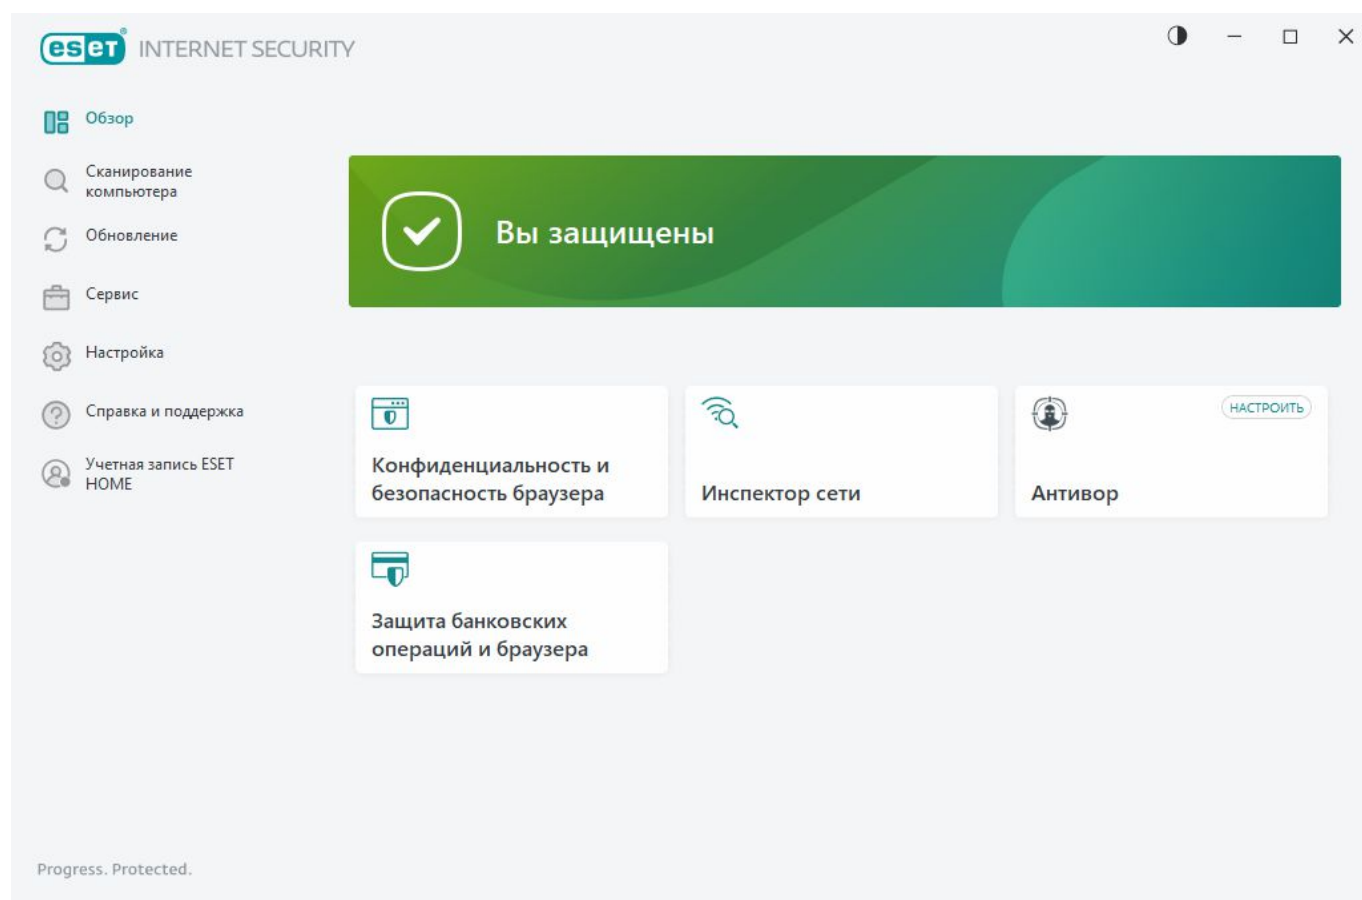 eset® INTERNET SECURITY
Обзор
Сканирование
компьютера
Обновление
Сервис
Настройка
Справка и поддержка
Учетная запись ESET
HOME
Вы защищены
Конфиденциальность и
безопасность браузера
Инспектор сети
НАСТРОИТЬ
Антивор
Защита банковских
операций и браузера
Progress. Protected.